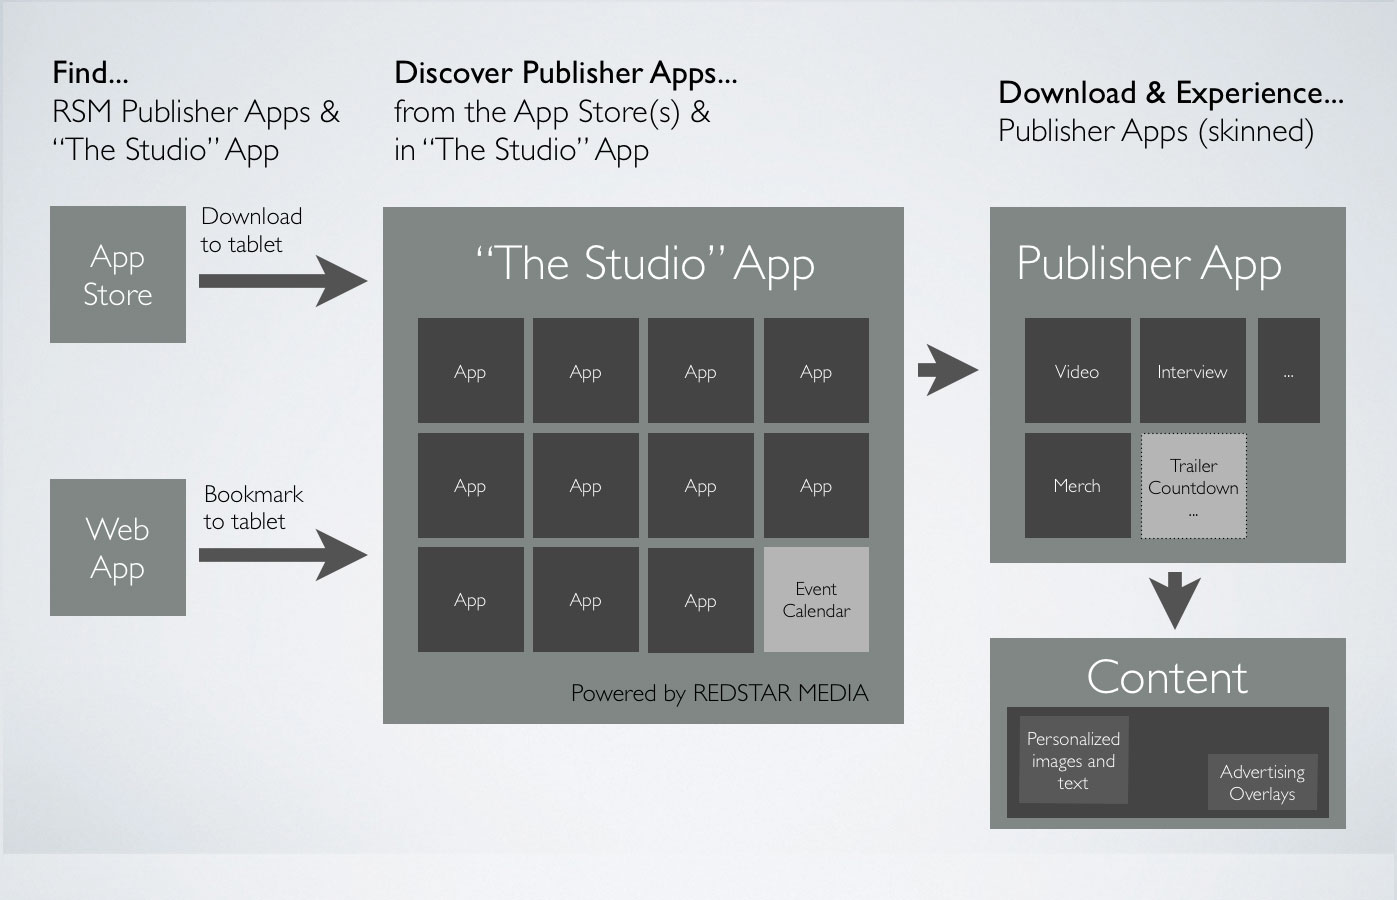 Find...
RSM Publisher Apps &
“The Studio” App
Discover Publisher Apps...
from the App Store(s) &
in “The Studio” App
Download & Experience...
Publisher Apps (skinned)
App
Store
Download
to tablet
Web
App
Bookmark
to tablet
“The Studio” App
App
App
App
App
App
App
App
App
App
App
App
Event
Calendar
Powered by REDSTAR MEDIA
Publisher App
Video
Interview
...
Merch
Trailer
Countdown
...
Content
Personalized
images and
text
Advertising
Overlays